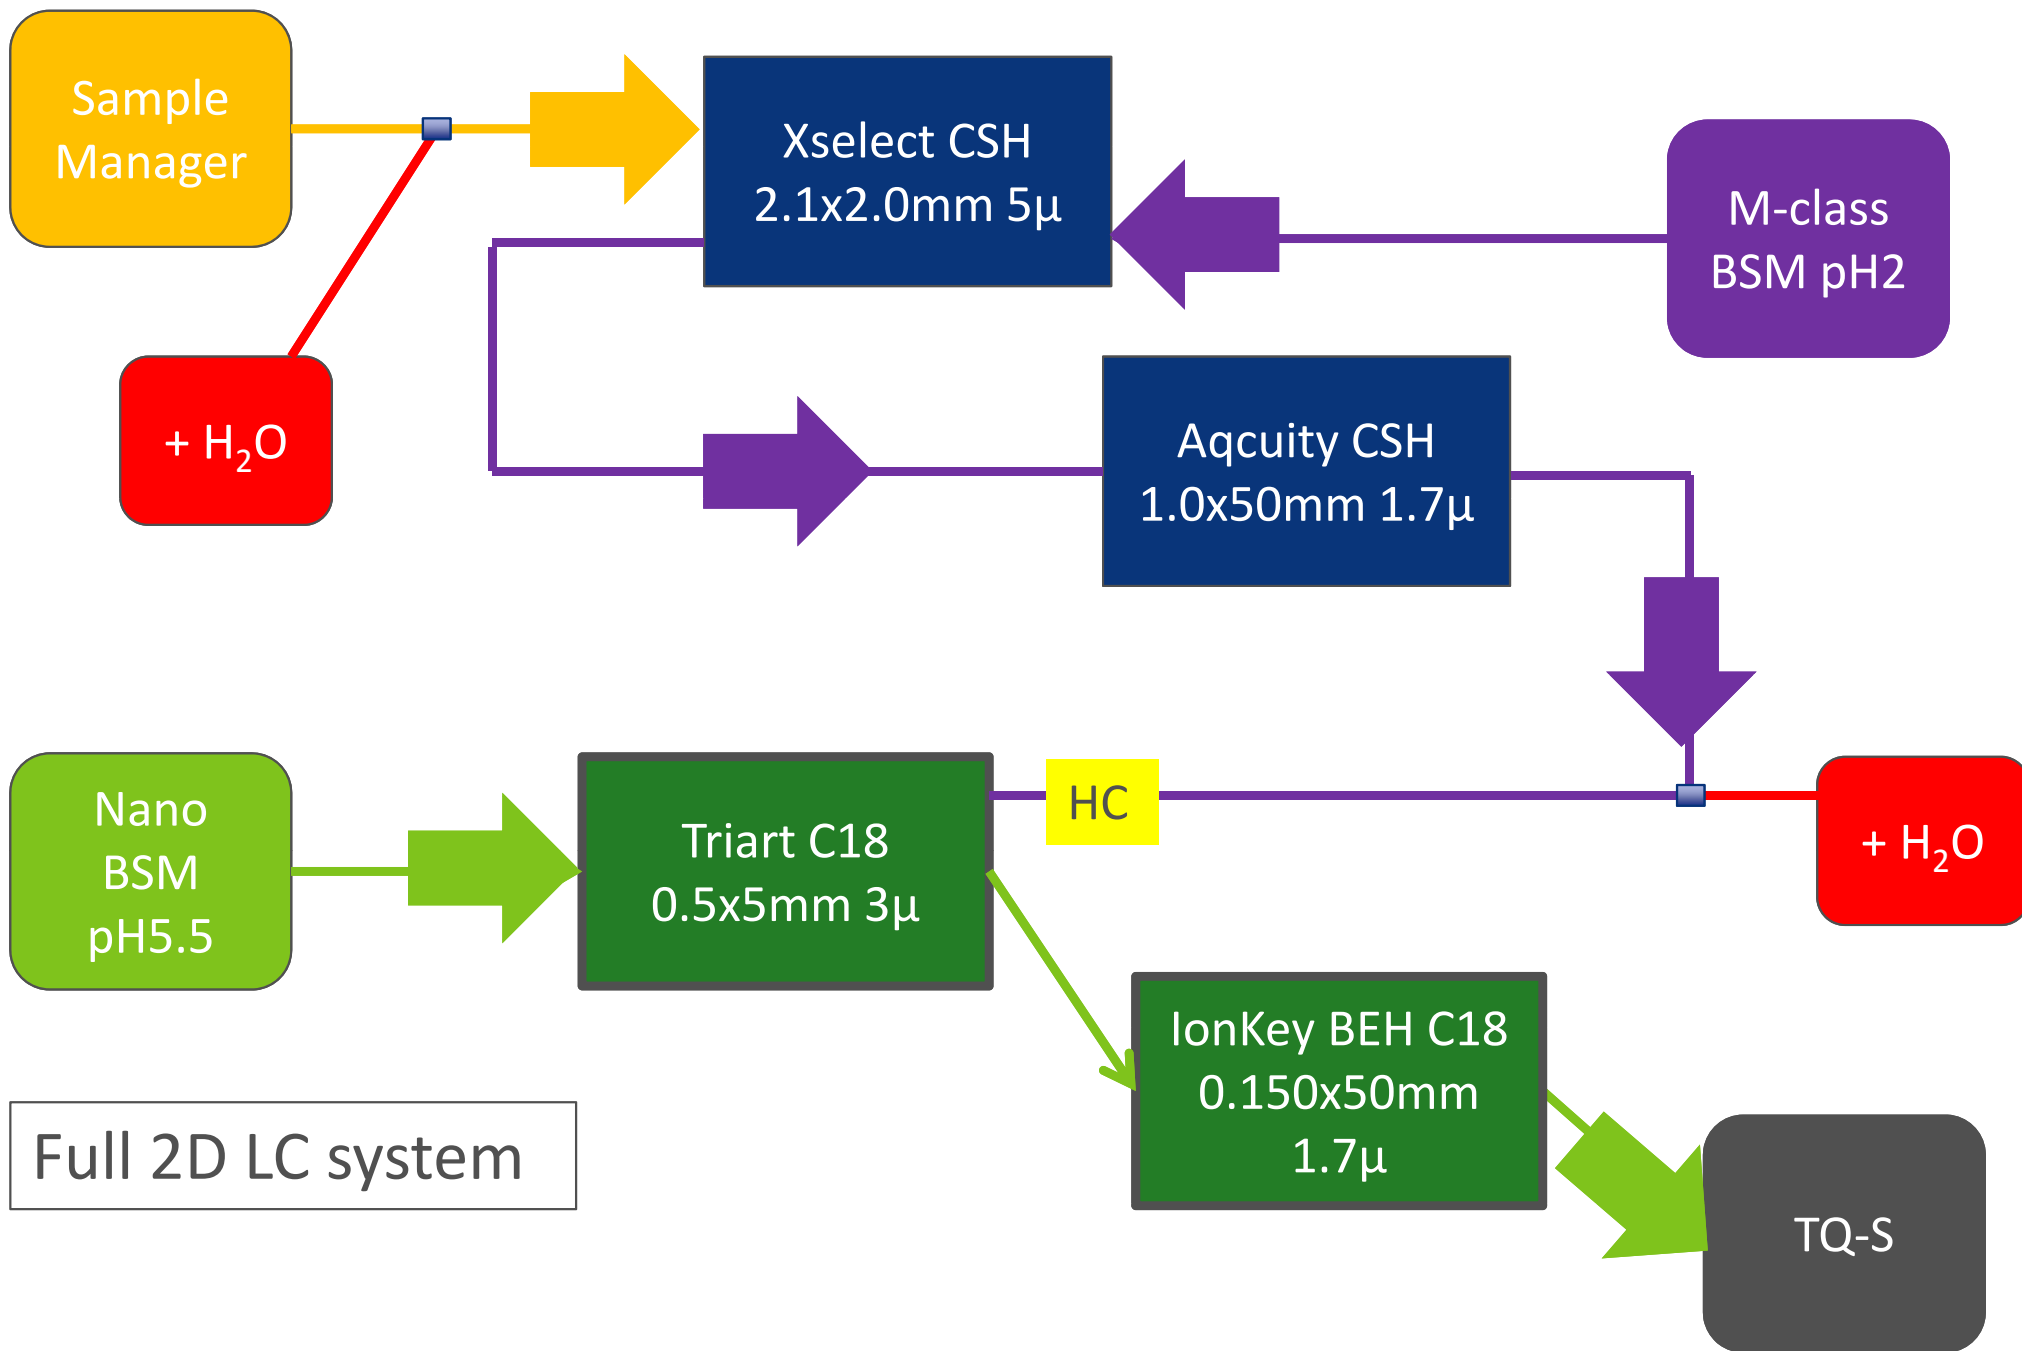 Sample
Manager
Xselect CSH
2.1x2.0mm 5µ
M-class
BSM pH2
+ H₂O
Aqcuity CSH
1.0x50mm 1.7µ
Nano
BSM
pH5.5
Triart C18
0.5x5mm 3µ
HC
+ H₂O
IonKey BEH C18
0.150x50mm
1.7µ
Full 2D LC system
TQ-S